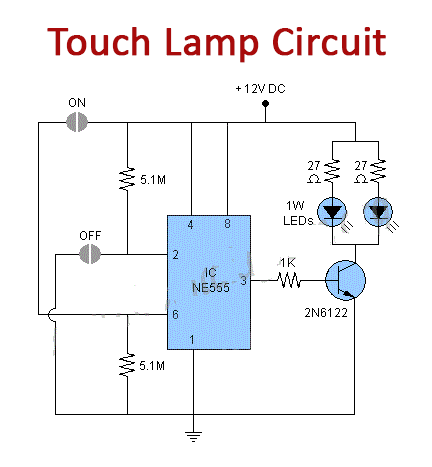 Touch Lamp Circuit
+ 12V DC
ON
5.1M
27
Ω
27
Ω
1W
LEDs
OFF
4
8
2
IC
NE555
3
1K
6
2N6122
1
5.1M